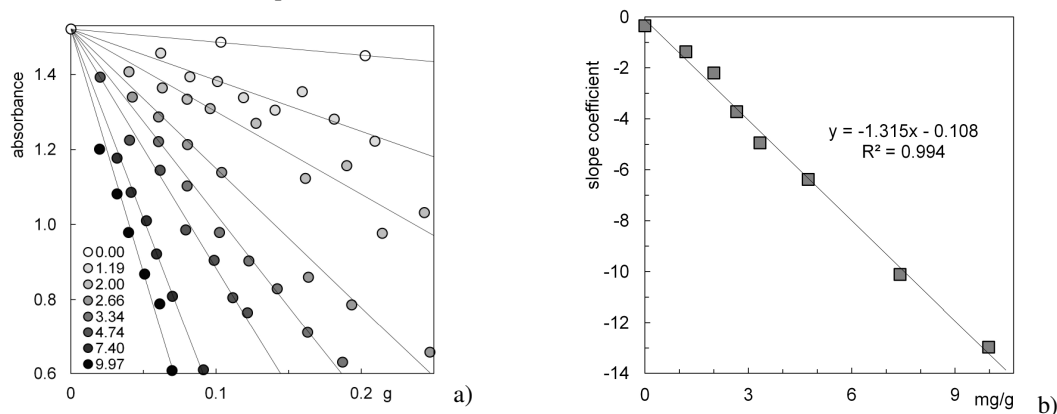 absorbance
1.4
1.2
1.0
0.8
0.6
0.00
1.19
2.00
2.66
3.34
4.74
7.40
9.97
0 0.1 g 0.2
a)
slope coefficient
0
-2
-4
-6
-8
-10
-12
-14
y = -1.315x - 0.108
R² = 0.994
0 3 6 9 mg/g
b)